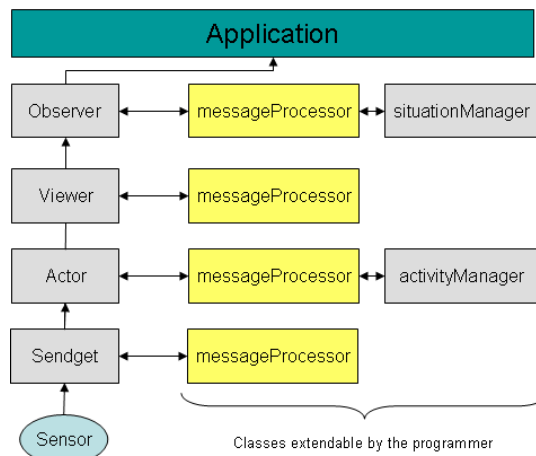 Application
Observer
messageProcessor
situationManager
Viewer
messageProcessor
Actor
messageProcessor
activityManager
Sendget
messageProcessor
Sensor
Classes extendable by the programmer